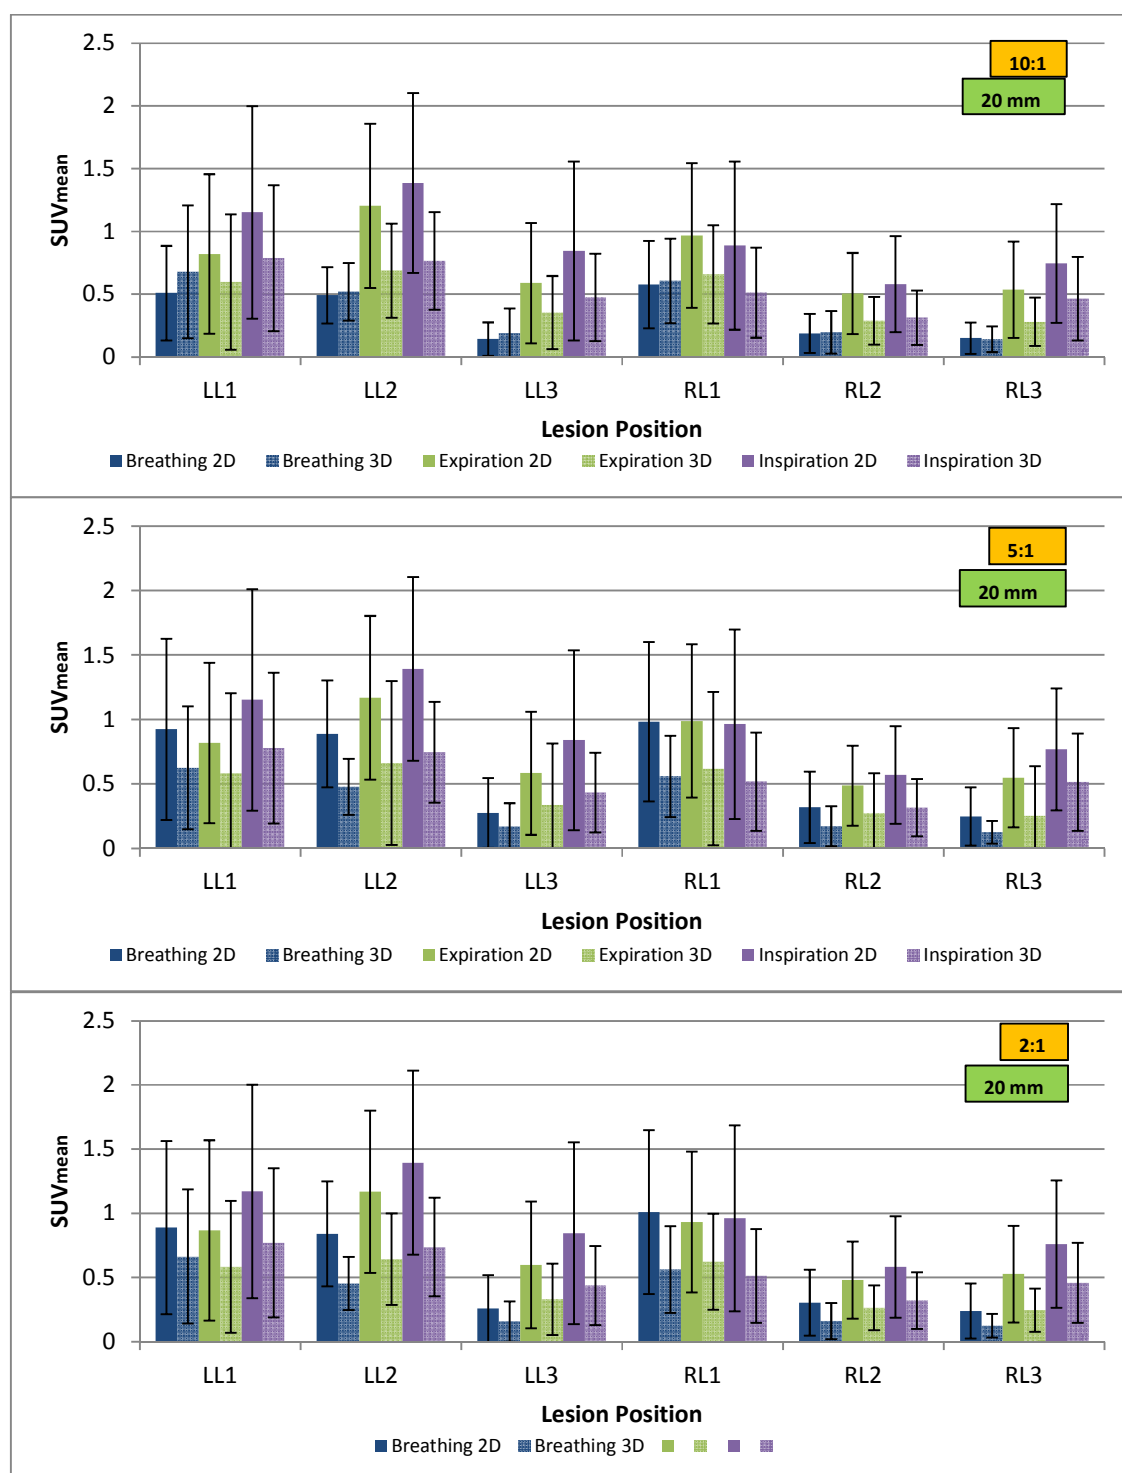 2.5
10:1
20 mm
2
1.5
1
0.5
0
SUVmean
LL1 LL2 LL3 RL1 RL2 RL3
Lesion Position
Breathing 2D Breathing 3D Expiration 2D Expiration 3D Inspiration 2D Inspiration 3D
2.5
5:1
20 mm
2
1.5
1
0.5
0
SUVmean
LL1 LL2 LL3 RL1 RL2 RL3
Lesion Position
Breathing 2D Breathing 3D Expiration 2D Expiration 3D Inspiration 2D Inspiration 3D
2.5
2:1
20 mm
2
1.5
1
0.5
0
SUVmean
LL1 LL2 LL3 RL1 RL2 RL3
Lesion Position
Breathing 2D Breathing 3D